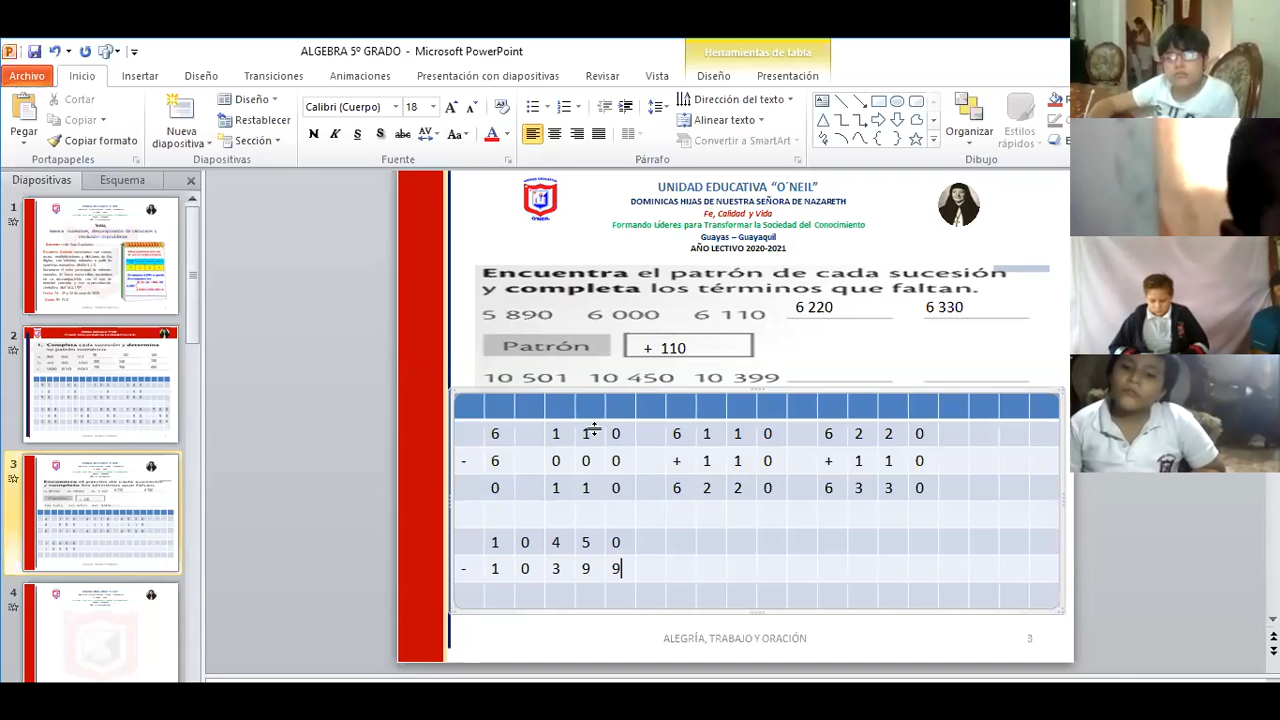 ALGEBRA 5º GRADO - Microsoft PowerPoint
Herramientas de tabla
Archivo Inicio Insertar Diseño Transiciones Animaciones Presentación con diapositivas Revisar Vista Diseño Presentación
Pegar
Cortar
Copiar
Copiar formato
Portapapeles
Nueva
diapositiva
Diseño
Restablecer
Sección
Diapositivas
Calibri (Cuerpo) 18
N K S S abc AV Aa A
Fuente
Dirección del texto
Alinear texto
Convertir a SmartArt
Párrafo
Organizar
Estilos
rápidos
Dibujo
Diapositivas Esquema
1
2
3
4
UNIDAD EDUCATIVA “O´NEIL”
DOMINICAS HIJAS DE NUESTRA SEÑORA DE NAZARETH
Fe, Calidad y Vida
Formando Líderes para Transformar la Sociedad del Conocimiento
Guayas – Guayaquil
AÑO LECTIVO 2020-2021
Encuentra el patrón de cada sucesión
completa los términos que faltan.
5 890 6 000 6 110 6 220 6 330
Patrón + 110
501 10 450 10 399
6 1 1 0 6 1 1 0 6 2 2 0
- 6 0 0 0 + 1 1 0 + 1 1 0
1 1 0 6 2 2 0 6 3 3 0
1 0 4 5 0
- 1 0 3 9 9
ALEGRÍA, TRABAJO Y ORACIÓN
3